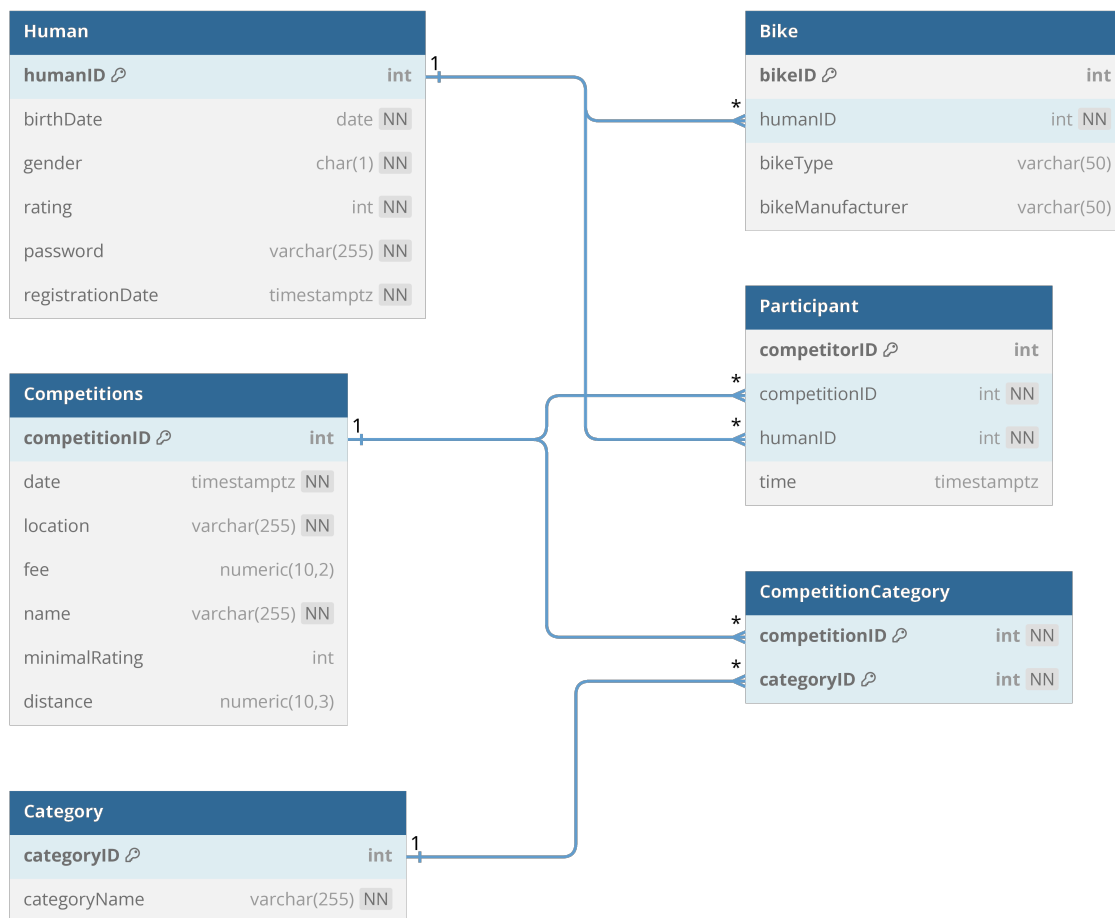 Human
humanID int
birthDate date NN
gender char(1) NN
rating int NN
password varchar(255) NN
registrationDate timestamptz NN
1
Bike
bikeID int
* humanID int NN
bikeType varchar(50)
bikeManufacturer varchar(50)
Participant
competitorID int
* competitionID int NN
* humanID int NN
time timestamptz
Competitions
competitionID int
date timestamptz NN
location varchar(255) NN
fee numeric(10,2)
name varchar(255) NN
minimalRating int
distance numeric(10,3)
1
CompetitionCategory
* competitionID int NN
* categoryID int NN
Category
categoryID int
categoryName varchar(255) NN
1